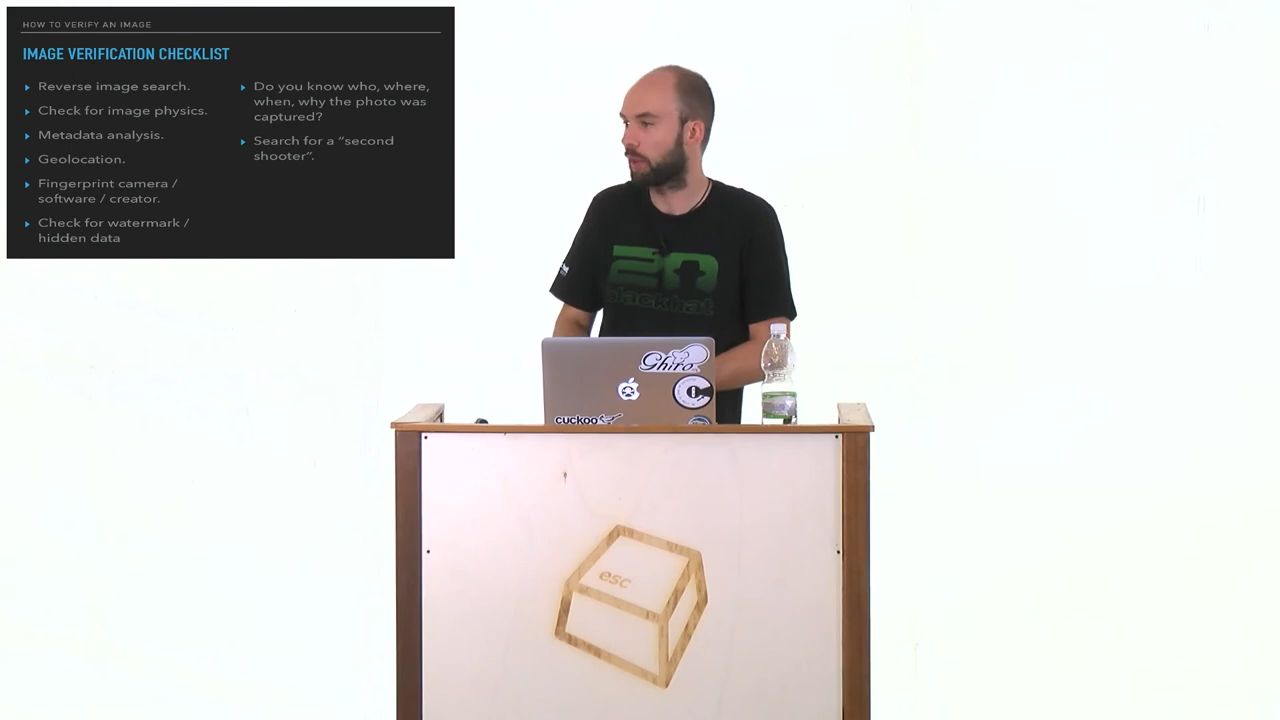 HOW TO VERIFY AN IMAGE
IMAGE VERIFICATION CHECKLIST
Reverse image search.
Check for image physics.
Metadata analysis.
Geolocation.
Fingerprint camera /
software / creator.
Check for watermark /
hidden data
Do you know who, where,
when, why the photo was
captured?
Search for a “second
shooter”.
20
blackhat
Ghiro
cuckoo
esc